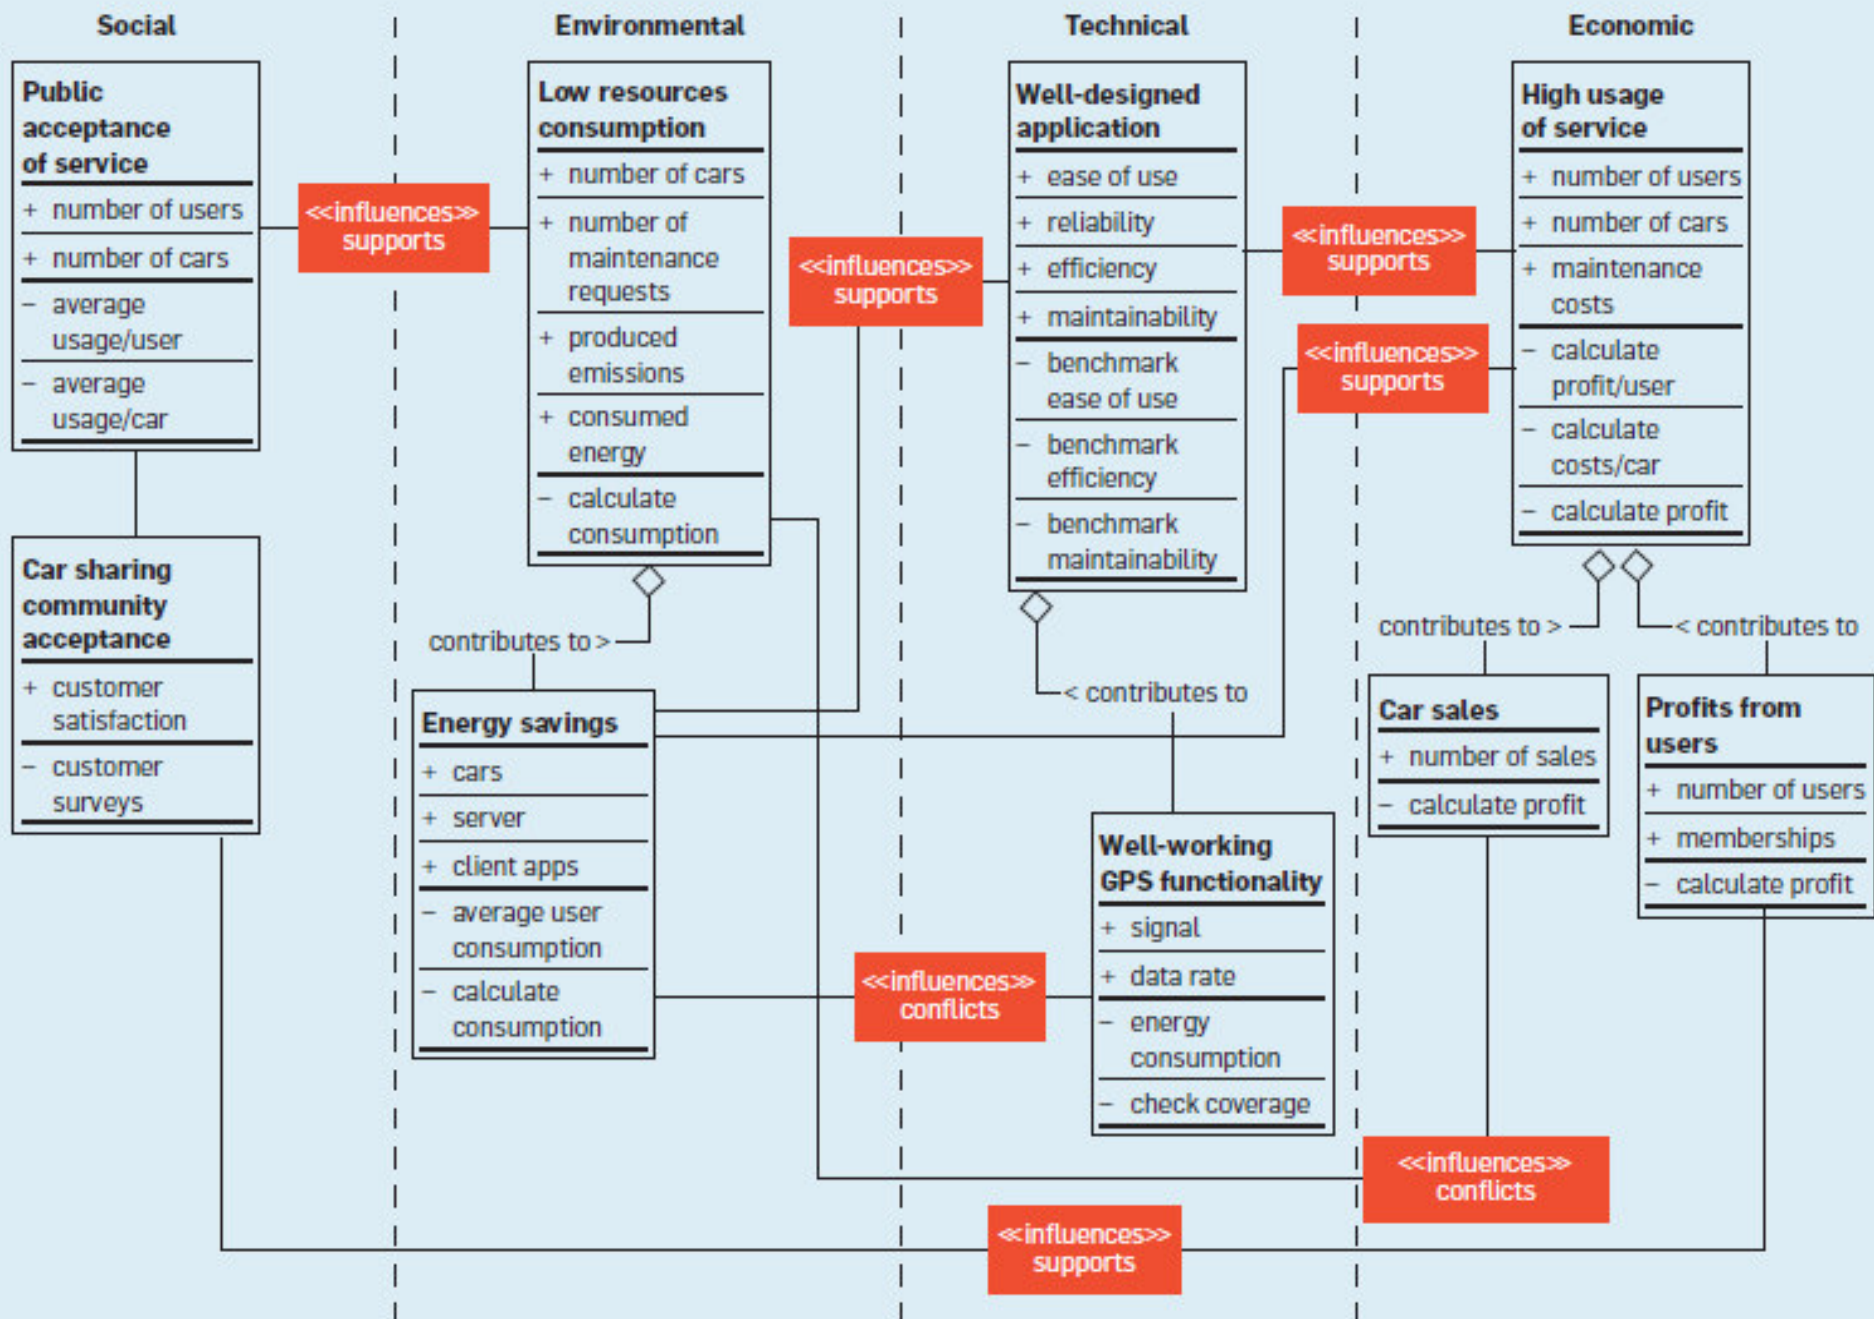 Social
Environmental
Technical
Economic
Public
acceptance
of service
+ number of users
+ number of cars
– average
usage/user
– average
usage/car
Car sharing
community
acceptance
+ customer
satisfaction
– customer
surveys
<<influences>>
supports
Low resources
consumption
+ number of cars
+ number of
maintenance
requests
+ produced
emissions
+ consumed
energy
– calculate
consumption
contributes to >
Energy savings
+ cars
+ server
+ client apps
– average user
consumption
– calculate
consumption
<<influences>>
supports
<<influences>>
conflicts
Well-designed
application
+ ease of use
+ reliability
+ efficiency
+ maintainability
– benchmark
ease of use
– benchmark
efficiency
– benchmark
maintainability
< contributes to
Well-working
GPS functionality
+ signal
+ data rate
– energy
consumption
– check coverage
<<influences>>
supports
<<influences>>
supports
<<influences>>
supports
High usage
of service
+ number of users
+ number of cars
+ maintenance
costs
– calculate
profit/user
– calculate
costs/car
– calculate profit
contributes to >
< contributes to
Car sales
+ number of sales
– calculate profit
Profits from
users
+ number of users
+ memberships
– calculate profit
<<influences>>
conflicts